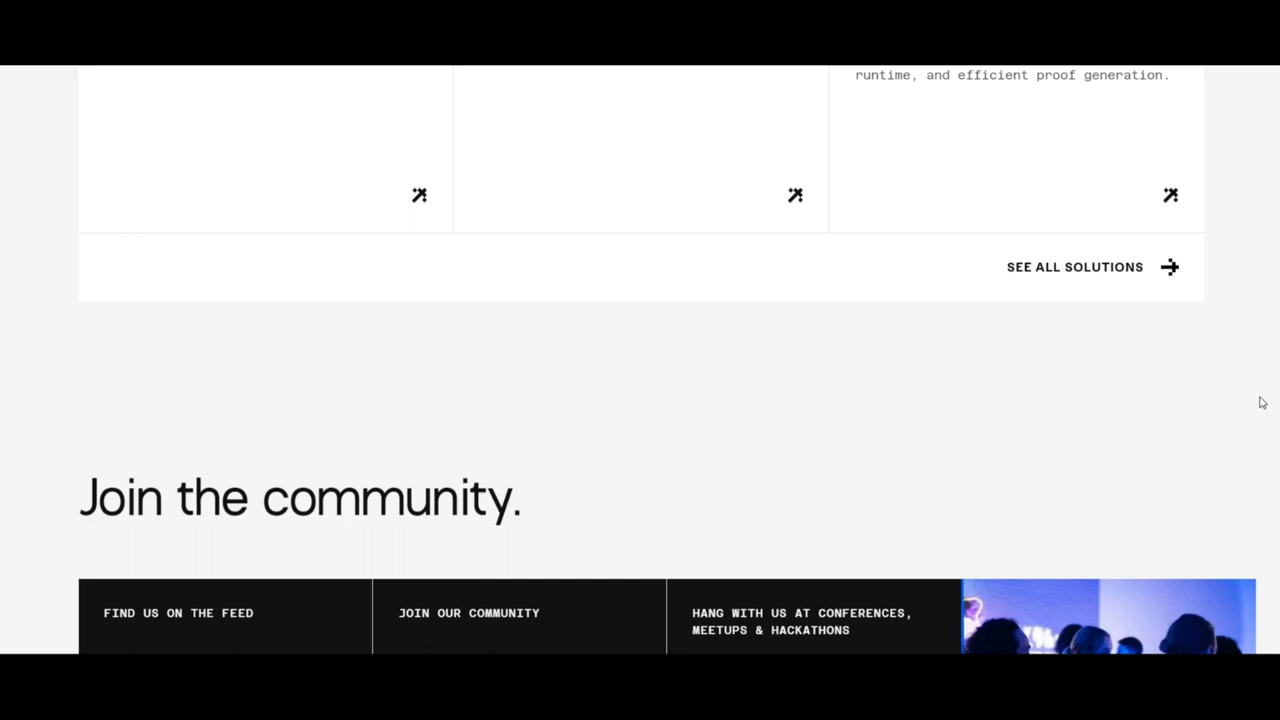 runtime, and efficient proof generation.
SEE ALL SOLUTIONS
Join the community.
FIND US ON THE FEED
JOIN OUR COMMUNITY
HANG WITH US AT CONFERENCES,
MEETUPS & HACKATHONS